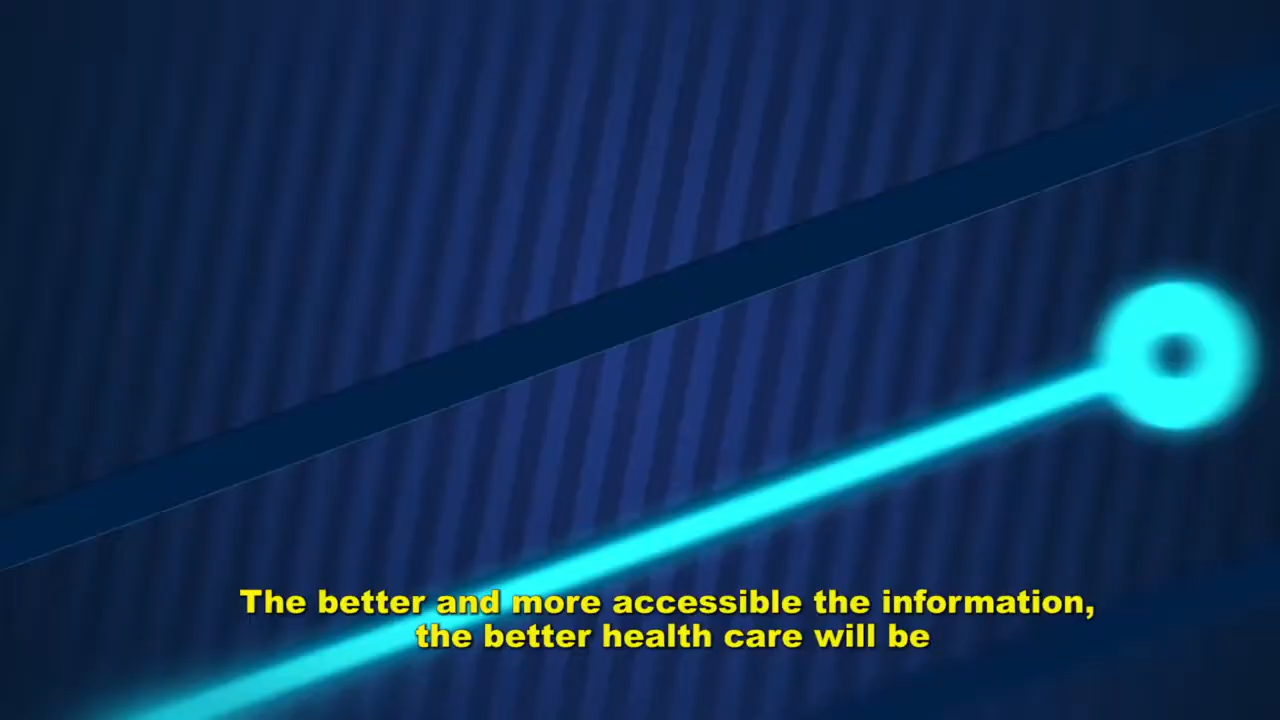 The better and more accessible the information,
the better health care will be